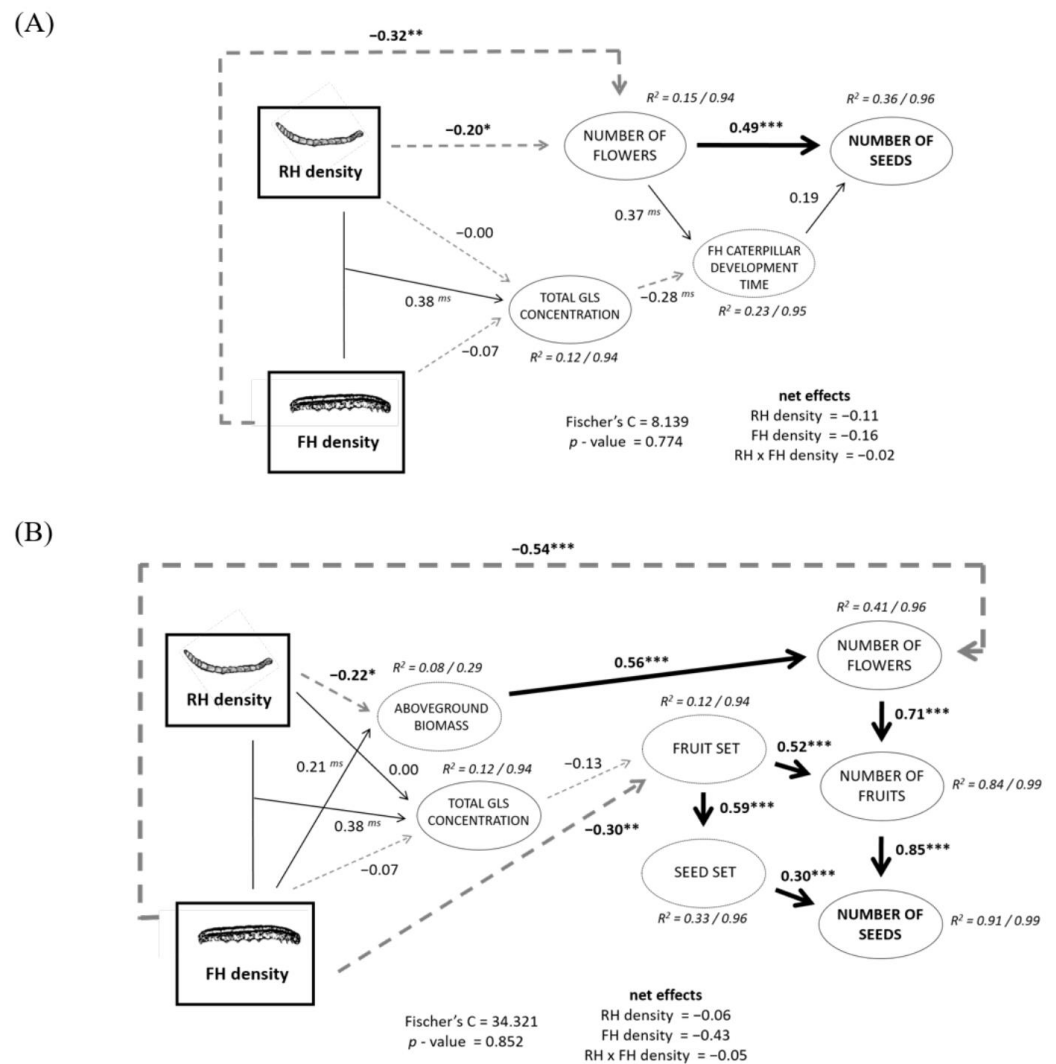 (A)
−0.32**
R² = 0.15 / 0.94
R² = 0.36 / 0.96
−0.20*
NUMBER OF
FLOWERS
0.49***
NUMBER OF
SEEDS
RH density
0.37 ms
0.19
−0.00
FH CATERPILLAR
DEVELOPMENT
TIME
0.38 ms
TOTAL GLS
CONCENTRATION
−0.28 ms
R² = 0.23 / 0.95
−0.07
R² = 0.12 / 0.94
FH density
Fischer’s C = 8.139
p - value = 0.774
net effects
RH density = −0.11
FH density = −0.16
RH x FH density = −0.02
(B)
−0.54***
R² = 0.41 / 0.96
NUMBER OF
FLOWERS
−0.22*
R² = 0.08 / 0.29
0.56***
RH density
ABOVEGROUND
BIOMASS
R² = 0.12 / 0.94
0.71***
FRUIT SET
0.52***
0.21 ms
0.00
R² = 0.12 / 0.94
−0.13
NUMBER OF
FRUITS
R² = 0.84 / 0.99
TOTAL GLS
CONCENTRATION
0.38 ms
−0.30**
0.59***
0.85***
−0.07
SEED SET
0.30***
R² = 0.33 / 0.96
NUMBER OF
SEEDS
R² = 0.91 / 0.99
FH density
Fischer’s C = 34.321
p - value = 0.852
net effects
RH density = −0.06
FH density = −0.43
RH x FH density = −0.05